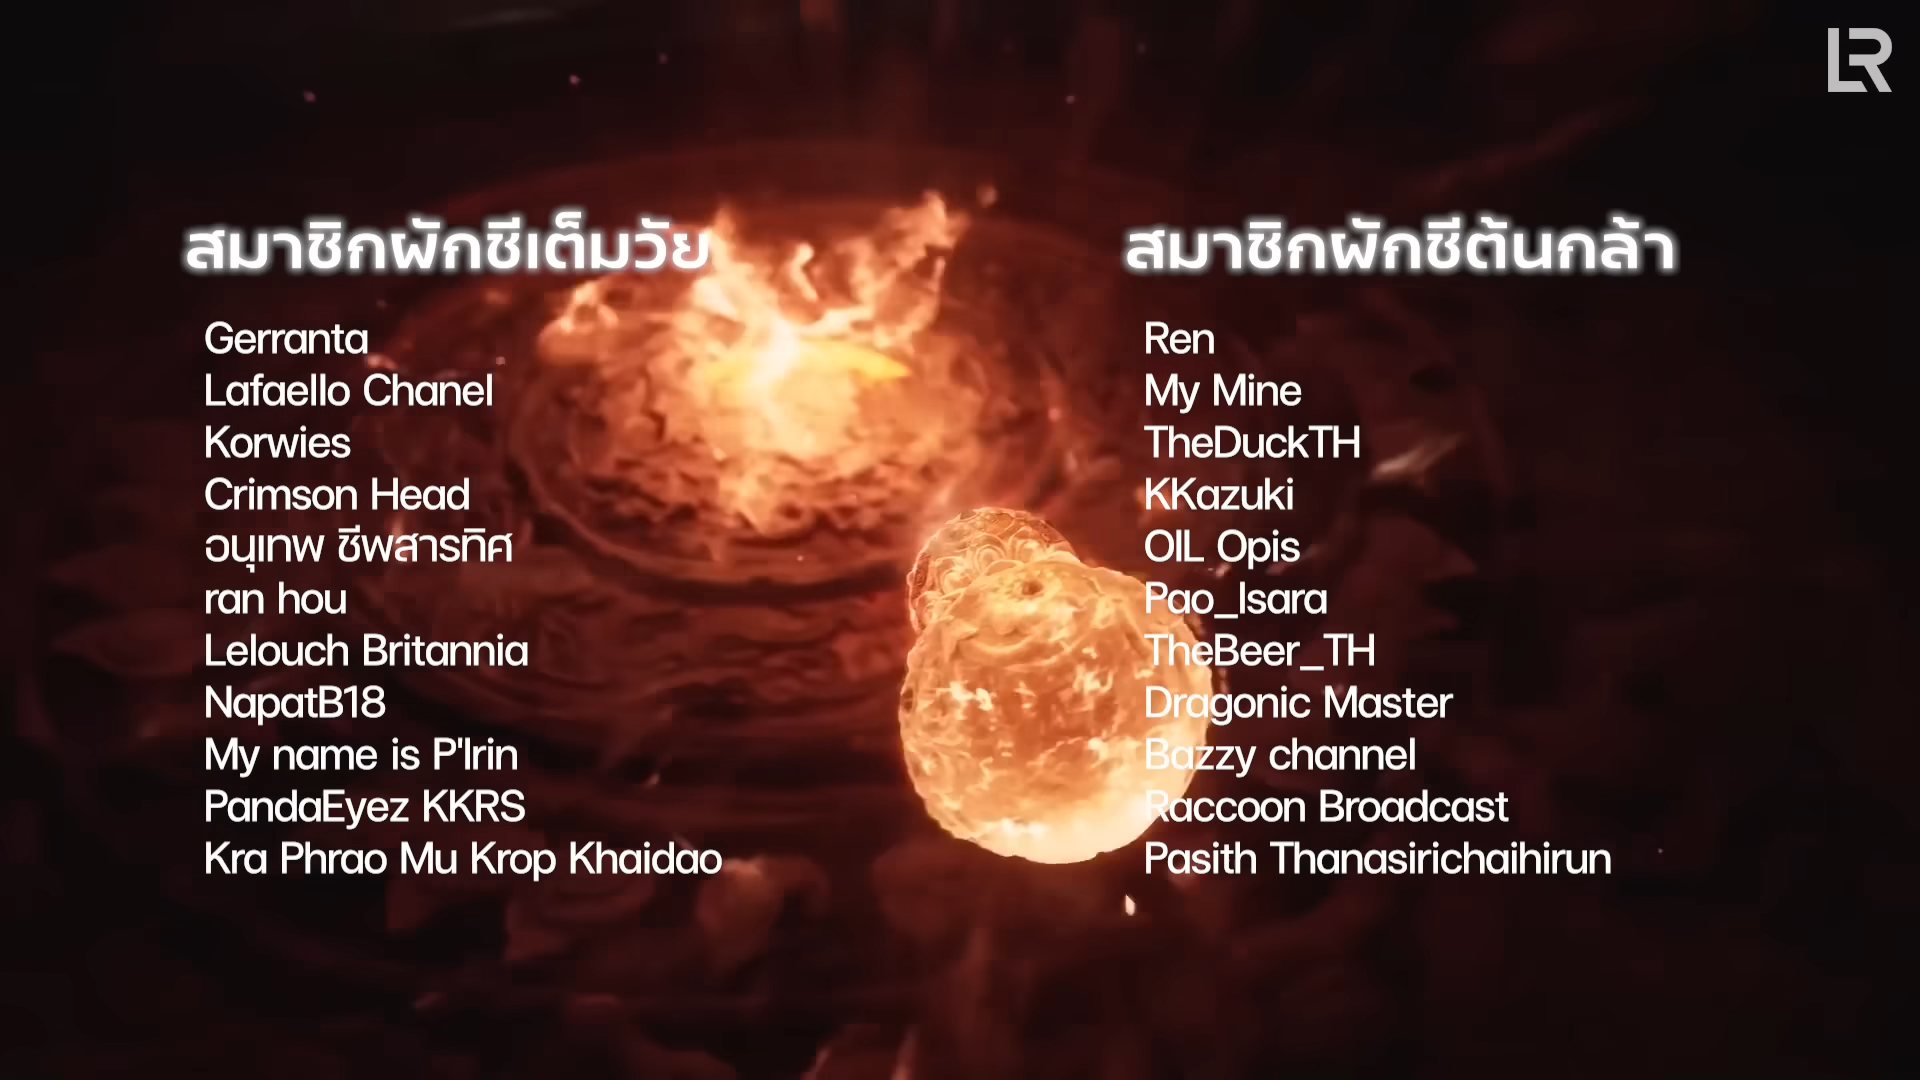 LR
สมาชิกผักชีเต็มวัย
Gerranta
Lafaello Chanel
Korwies
Crimson Head
อนุเทพ ชีพสารทิศ
ran hou
Lelouch Britannia
NapatB18
My name is P'Irin
PandaEyez KKRS
Kra Phrao Mu Krop Khaidao
สมาชิกผักชีต้นกล้า
Ren
My Mine
TheDuckTH
KKazuki
OIL Opis
Pao_Isara
TheBeer_TH
Dragonic Master
Bazzy channel
Raccoon Broadcast
Pasith Thanasirichaihirun